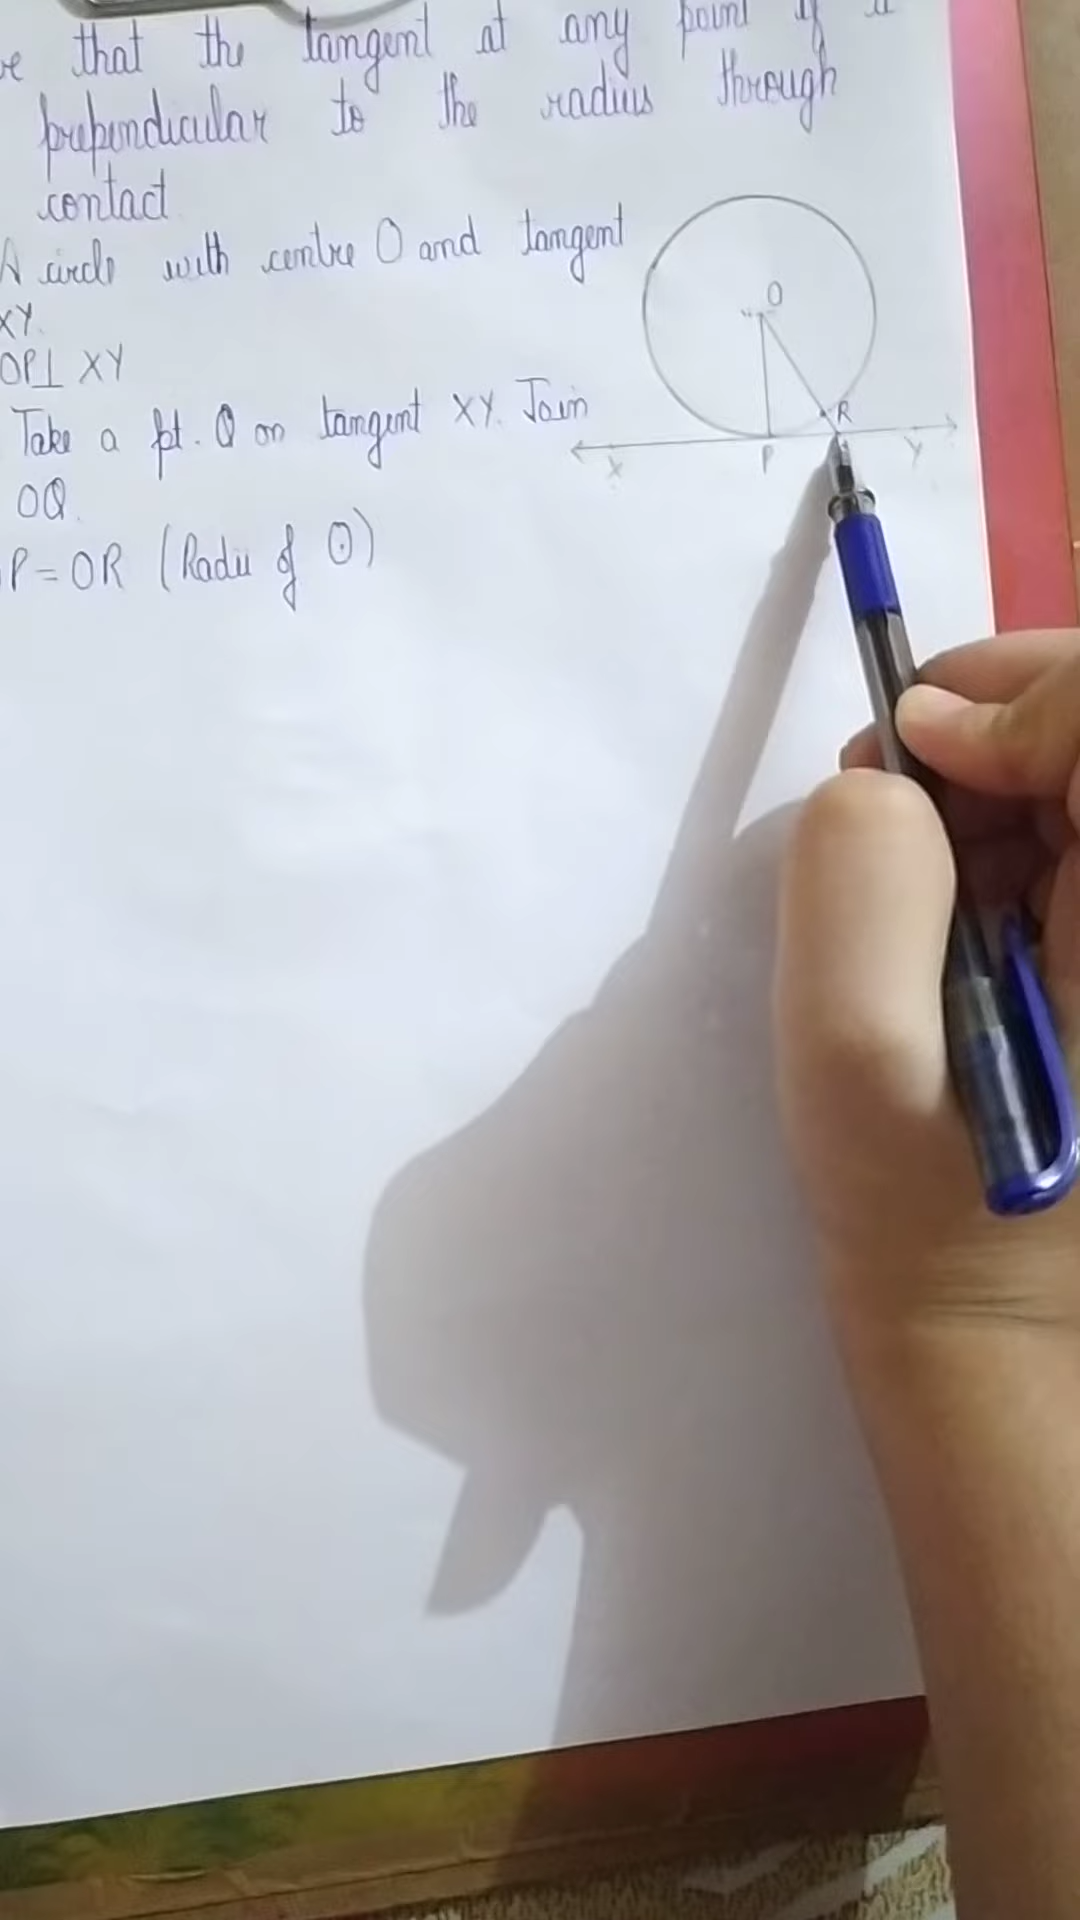 that the tangent at any point
prependicular to the radius through
contact
A circle with centre O and tangent
XY.
OP⊥ XY
Take a pt. Q on tangent XY. Join
OQ.
P = OR (Radii of ⊙)
O
R
X
P
Y